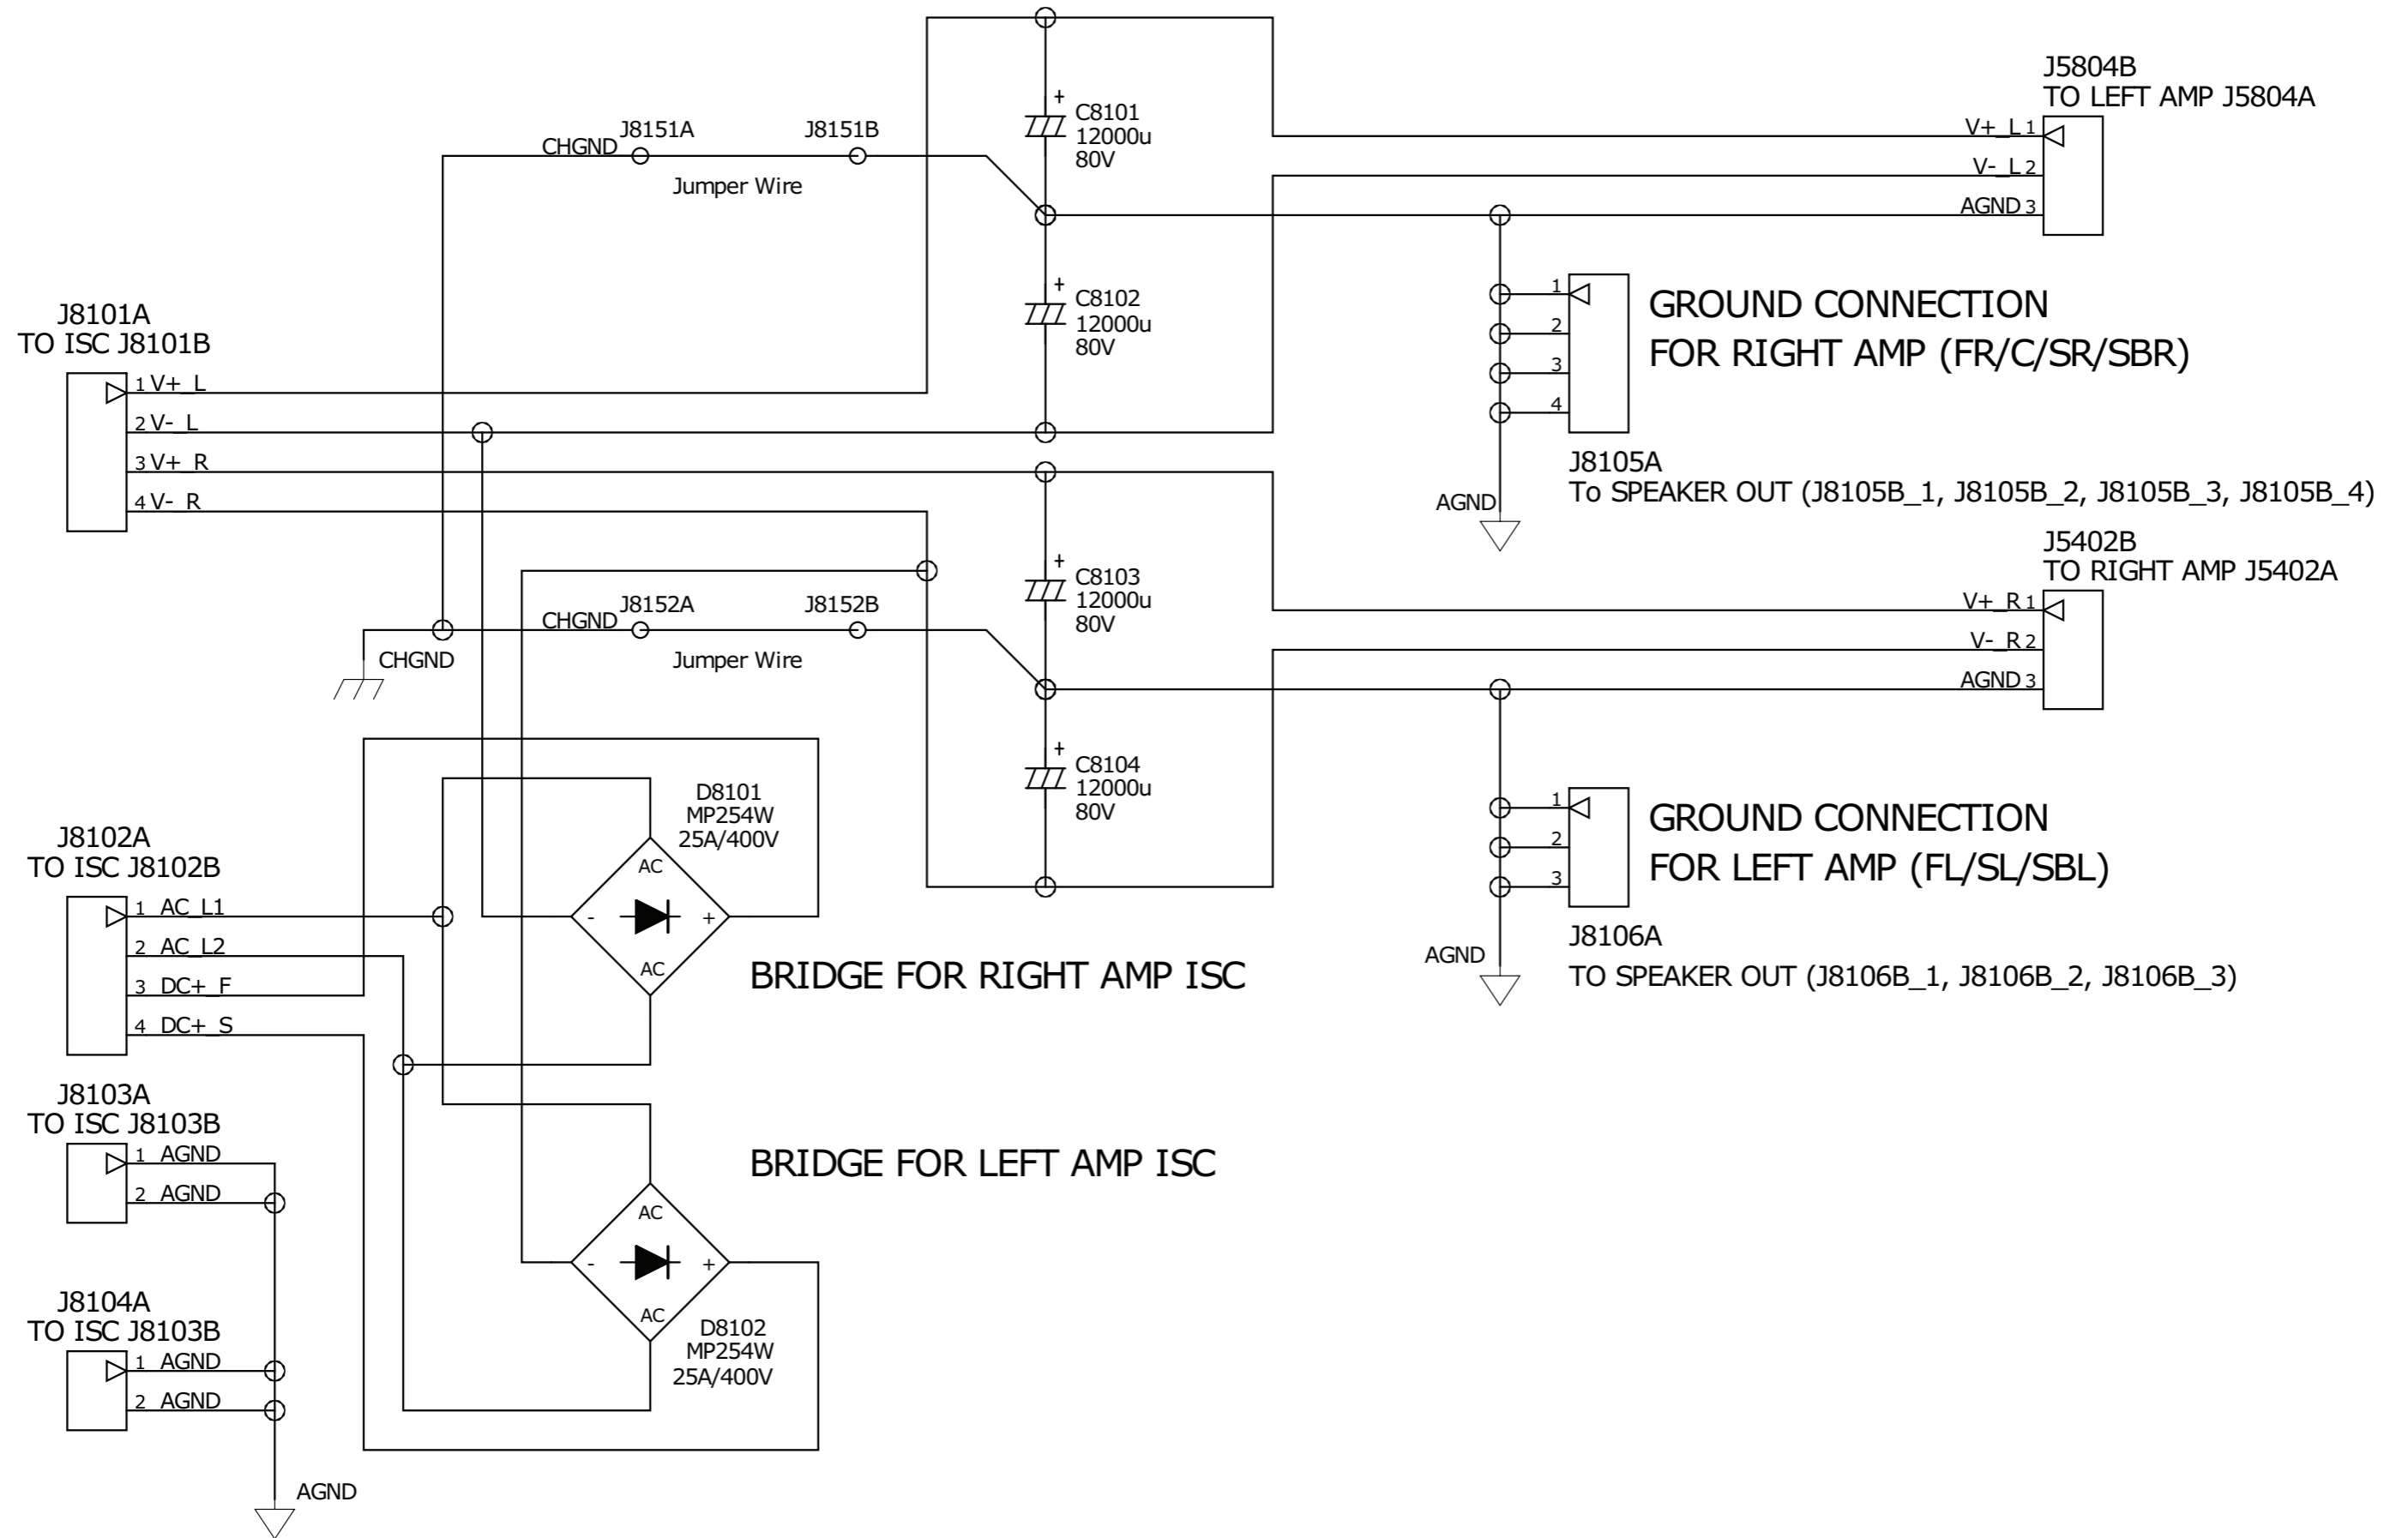 J5804B
TO LEFT AMP J5804A
V+_L 1
V-_L 2
AGND 3
C8101
12000u
80V
+
J8151A
J8151B
CHGND
Jumper Wire
C8102
12000u
80V
+
GROUND CONNECTION
FOR RIGHT AMP (FR/C/SR/SBR)
1
2
3
4
J8105A
To SPEAKER OUT (J8105B_1, J8105B_2, J8105B_3, J8105B_4)
AGND
J8101A
TO ISC J8101B
1 V+_L
2 V-_L
3 V+_R
4 V-_R
J5402B
TO RIGHT AMP J5402A
V+_R 1
V-_R 2
AGND 3
C8103
12000u
80V
+
J8152A
J8152B
CHGND
Jumper Wire
CHGND
C8104
12000u
80V
+
D8101
MP254W
25A/400V
AC
- +
AC
BRIDGE FOR RIGHT AMP ISC
GROUND CONNECTION
FOR LEFT AMP (FL/SL/SBL)
1
2
3
J8106A
TO SPEAKER OUT (J8106B_1, J8106B_2, J8106B_3)
AGND
J8102A
TO ISC J8102B
1 AC_L1
2 AC_L2
3 DC+_F
4 DC+_S
J8103A
TO ISC J8103B
1 AGND
2 AGND
BRIDGE FOR LEFT AMP ISC
AC
- +
AC
D8102
MP254W
25A/400V
J8104A
TO ISC J8103B
1 AGND
2 AGND
AGND